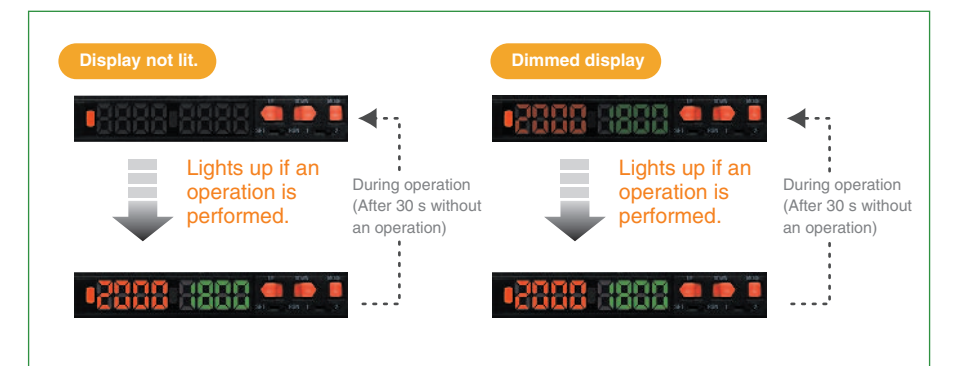 Display not lit.
Dimmed display
2000 1800
Lights up if an
operation is
performed.
During operation
(After 30 s without
an operation)
Lights up if an
operation is
performed.
During operation
(After 30 s without
an operation)
2000 1800
2000 1800